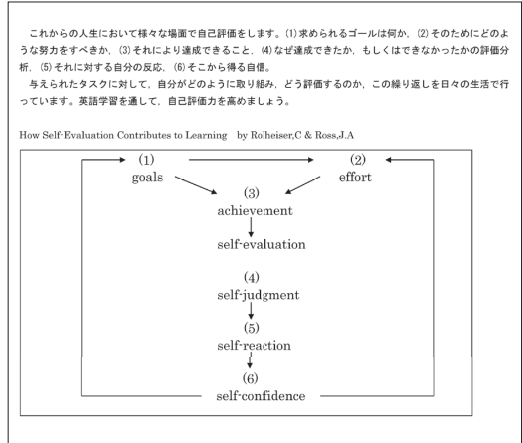 これからの人生において様々な場面で自己評価をします。(1)求められるゴールは何か，(2)そのためにどのよ
うな努力をすべきか，(3)それにより達成できること，(4)なぜ達成できたか，もしくはできなかったかの評価分
析，(5)それに対する自分の反応，(6)そこから得る自信。
与えられたタスクに対して，自分がどのように取り組み，どう評価するのか，この繰り返しを日々の生活で行
っています。英語学習を通して，自己評価力を高めましょう。
How Self-Evaluation Contributes to Learning by Rolheiser,C & Ross,J.A
(1) (2)
goals effort
(3)
achievement
self-evaluation
(4)
self-judgment
(5)
self-reaction
(6)
self-confidence